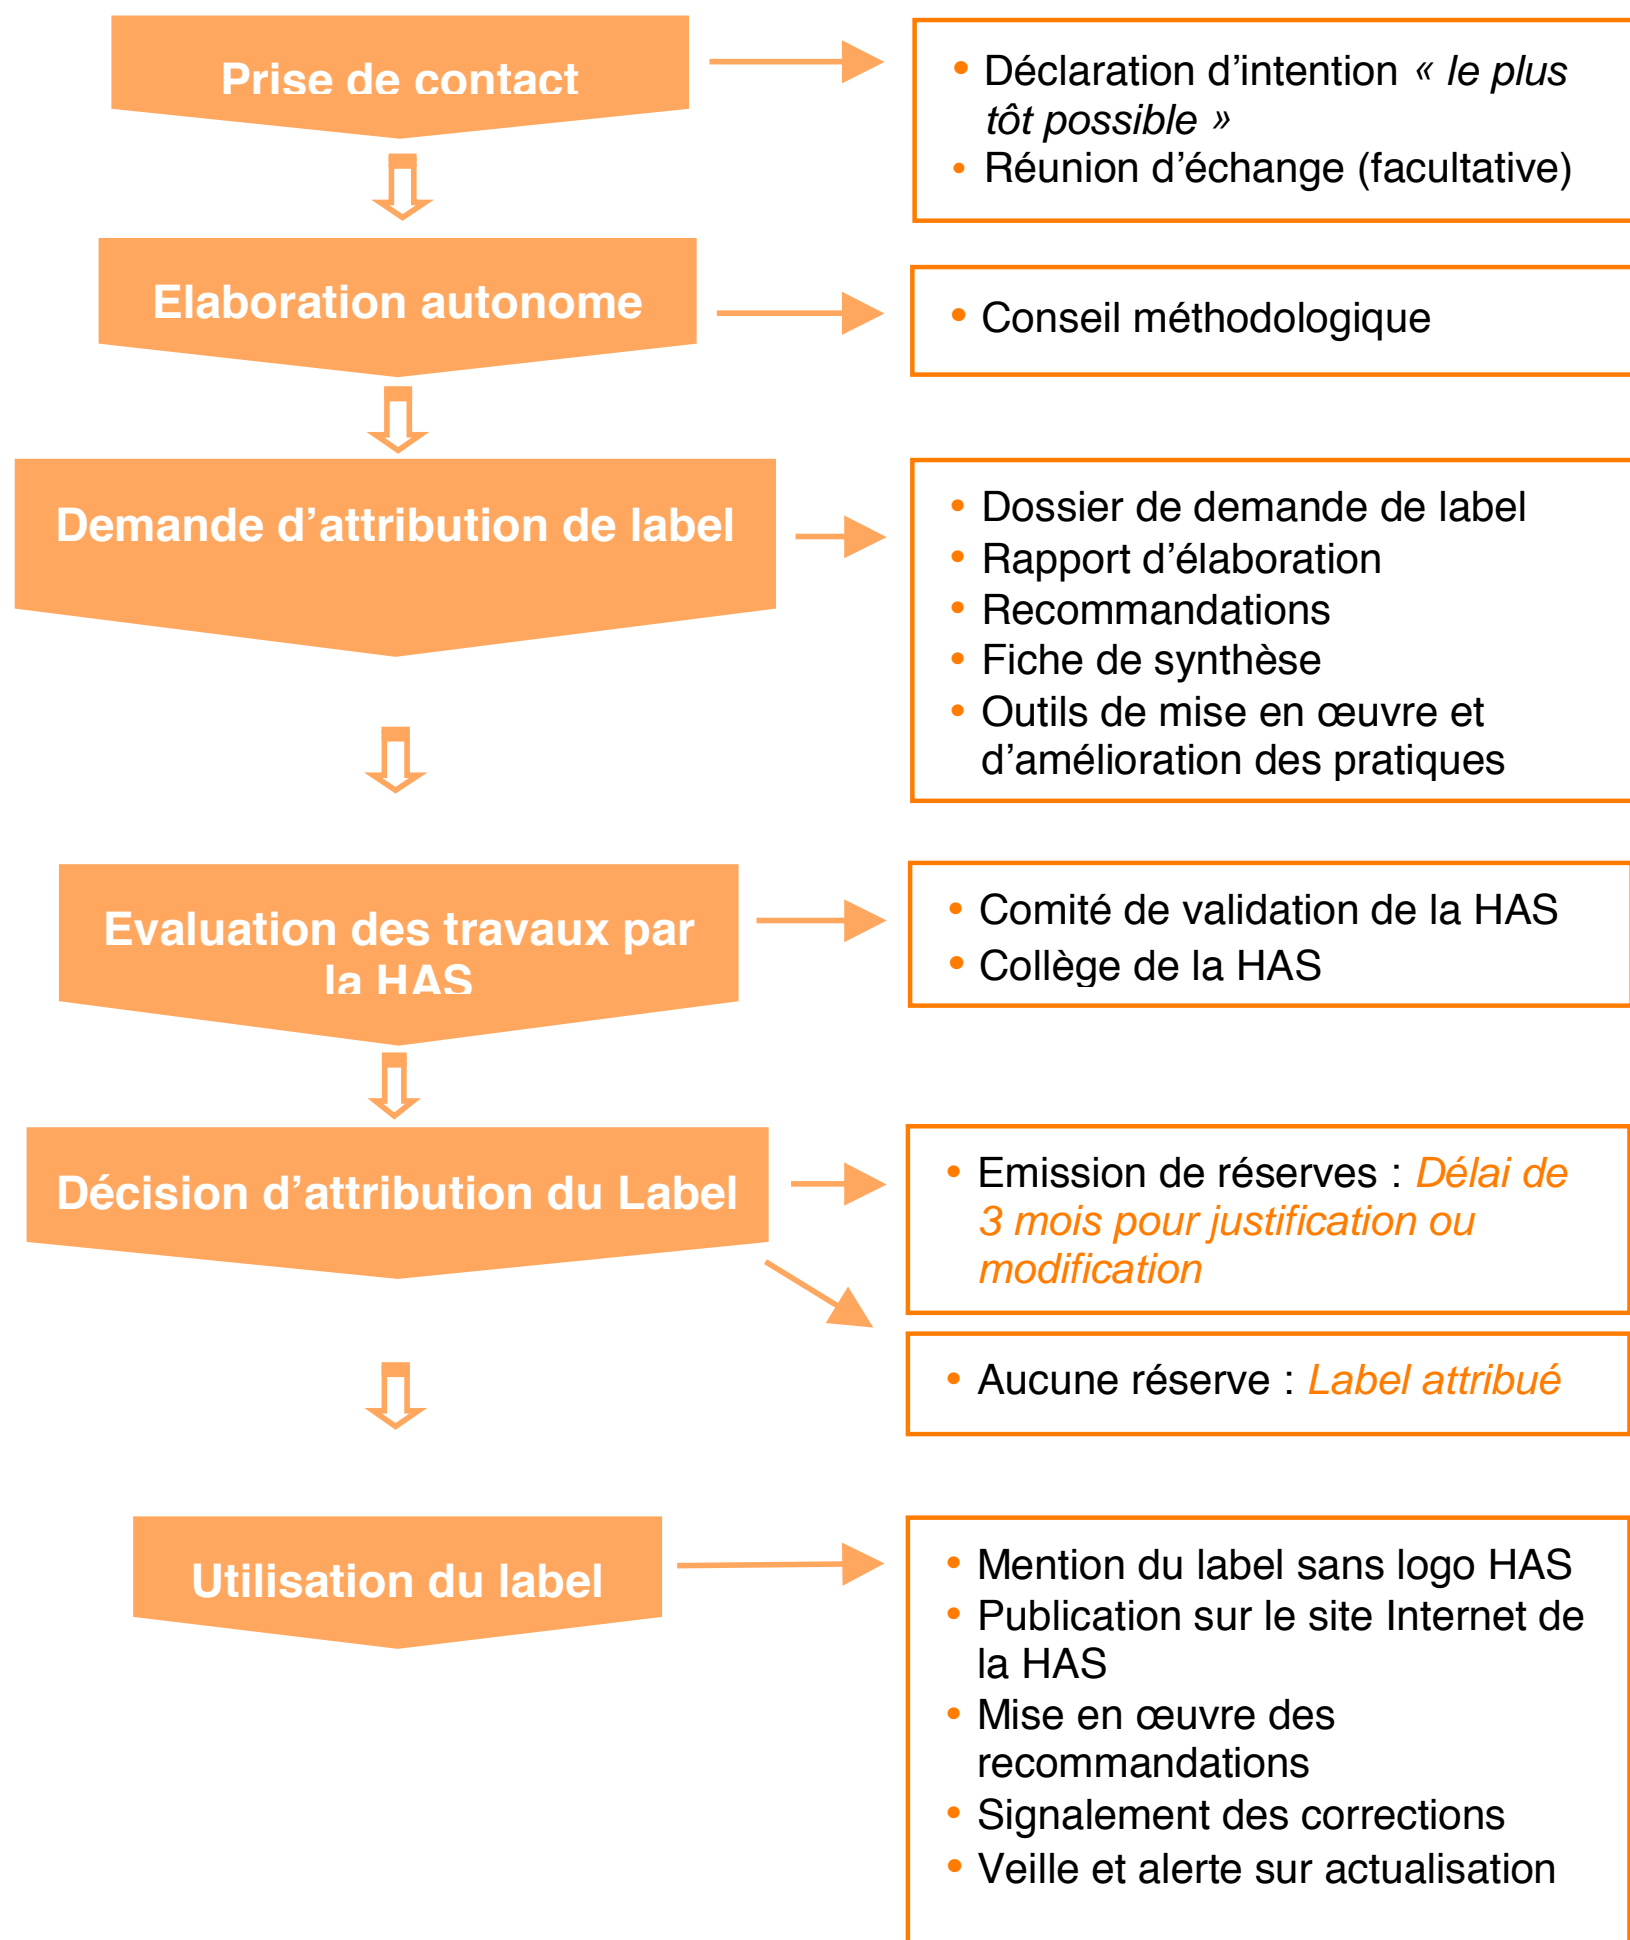 Prise de contact
• Déclaration d’intention « le plus
tôt possible »
• Réunion d’échange (facultative)
Elaboration autonome
• Conseil méthodologique
Demande d’attribution de label
• Dossier de demande de label
• Rapport d’élaboration
• Recommandations
• Fiche de synthèse
• Outils de mise en œuvre et
d’amélioration des pratiques
Evaluation des travaux par
la HAS
• Comité de validation de la HAS
• Collège de la HAS
Décision d’attribution du Label
• Emission de réserves : Délai de
3 mois pour justification ou
modification
• Aucune réserve : Label attribué
Utilisation du label
• Mention du label sans logo HAS
• Publication sur le site Internet de
la HAS
• Mise en œuvre des
recommandations
• Signalement des corrections
• Veille et alerte sur actualisation